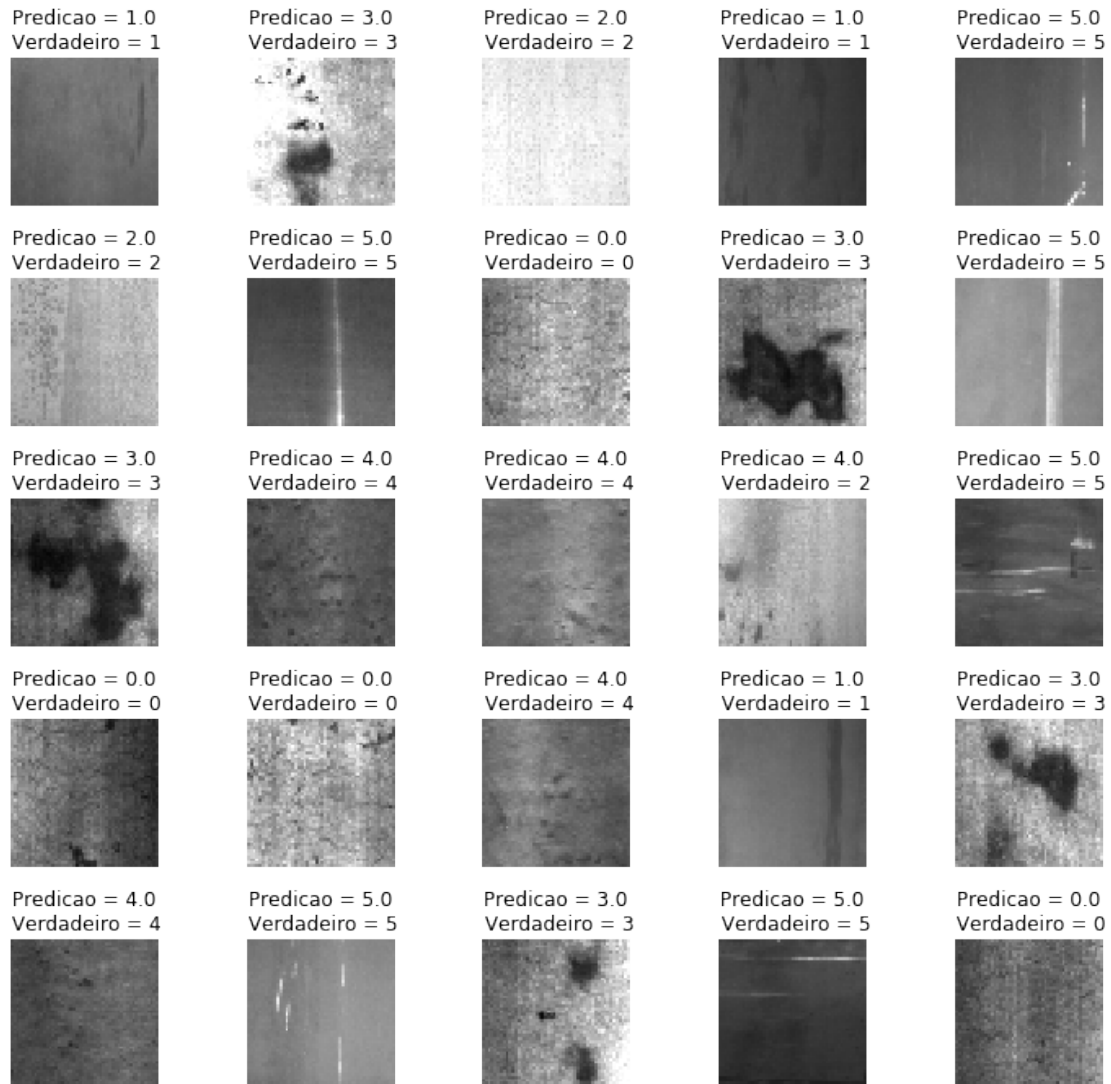 Predicao = 1.0
Verdadeiro = 1
Predicao = 3.0
Verdadeiro = 3
Predicao = 2.0
Verdadeiro = 2
Predicao = 1.0
Verdadeiro = 1
Predicao = 5.0
Verdadeiro = 5
Predicao = 2.0
Verdadeiro = 2
Predicao = 5.0
Verdadeiro = 5
Predicao = 0.0
Verdadeiro = 0
Predicao = 3.0
Verdadeiro = 3
Predicao = 5.0
Verdadeiro = 5
Predicao = 3.0
Verdadeiro = 3
Predicao = 4.0
Verdadeiro = 4
Predicao = 4.0
Verdadeiro = 4
Predicao = 4.0
Verdadeiro = 2
Predicao = 5.0
Verdadeiro = 5
Predicao = 0.0
Verdadeiro = 0
Predicao = 0.0
Verdadeiro = 0
Predicao = 4.0
Verdadeiro = 4
Predicao = 1.0
Verdadeiro = 1
Predicao = 3.0
Verdadeiro = 3
Predicao = 4.0
Verdadeiro = 4
Predicao = 5.0
Verdadeiro = 5
Predicao = 3.0
Verdadeiro = 3
Predicao = 5.0
Verdadeiro = 5
Predicao = 0.0
Verdadeiro = 0